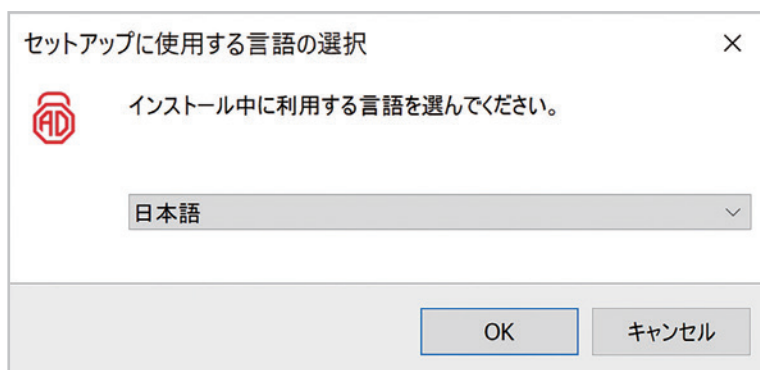 セットアップに使用する言語の選択
AD
インストール中に利用する言語を選んでください。
日本語
OK
キャンセル